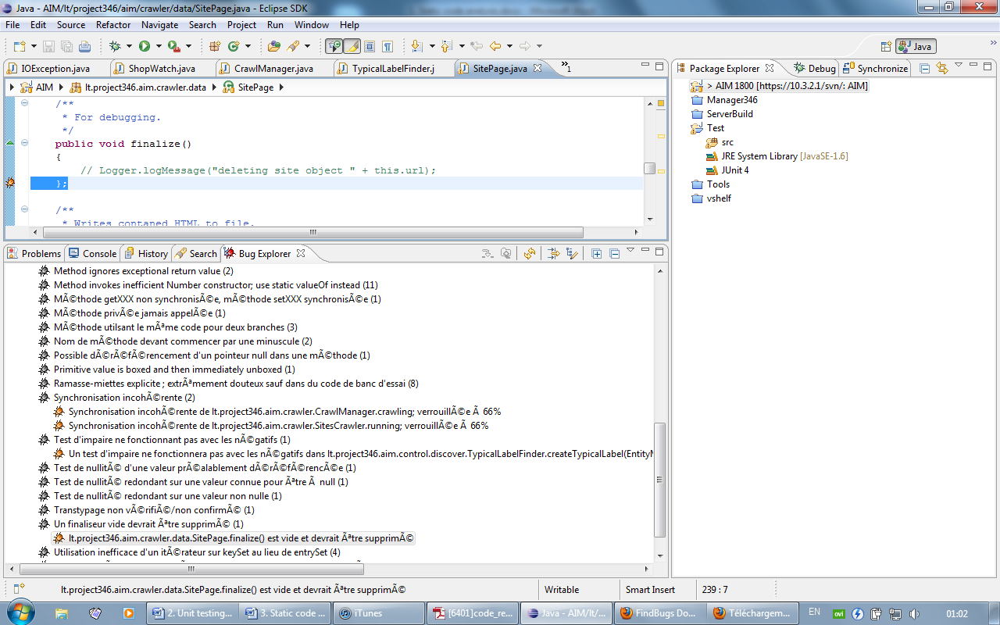 Java - AIM/lt/project346/aim/crawler/data/SitePage.java - Eclipse SDK
File Edit Source Refactor Navigate Search Project Run Window Help
Java
IOException.java ShopWatch.java CrawlManager.java TypicalLabelFinder.j SitePage.java »1
AIM lt.project346.aim.crawler.data SitePage
/**
* For debugging.
*/
public void finalize()
{
// Logger.logMessage("deleting site object " + this.url);
};
/**
* Writes contaned HTML to file.
Package Explorer Debug Synchronize
> AIM 1800 [https://10.3.2.1/svn/: AIM]
Manager346
ServerBuild
Test
src
JRE System Library [JavaSE-1.6]
JUnit 4
Tools
vshelf
Problems Console History Search Bug Explorer
Method ignores exceptional return value (2)
Method invokes inefficient Number constructor; use static valueOf instead (11)
MÃ©thode getXXX non synchronisÃ©e, mÃ©thode setXXX synchronisÃ©e (1)
MÃ©thode privÃ©e jamais appelÃ©e (1)
MÃ©thode utilsant le mÃªme code pour deux branches (3)
Nom de mÃ©thode devant commencer par une minuscule (2)
Possible dÃ©rÃ©fÃ©rencement d'un pointeur null dans une mÃ©thode (1)
Primitive value is boxed and then immediately unboxed (1)
Ramasse-miettes explicite ; extrÃªmement douteux sauf dans du code de banc d'essai (8)
Synchronisation incohÃ©rente (2)
Synchronisation incohÃ©rente de lt.project346.aim.crawler.CrawlManager.crawling; verrouillÃ©e Ã 66%
Synchronisation incohÃ©rente de lt.project346.aim.crawler.SitesCrawler.running; verrouillÃ©e Ã 66%
Test d'impaire ne fonctionnant pas avec les nÃ©gatifs (1)
Un test d'impaire ne fonctionnera pas avec les nÃ©gatifs dans lt.project346.aim.control.discover.TypicalLabelFinder.createTypicalLabel(EntityM
Test de nullitÃ© d'une valeur prÃ©alablement dÃ©rÃ©fÃ©rencÃ©e (1)
Test de nullitÃ© redondant sur une valeur connue pour Ãªtre Ã null (1)
Test de nullitÃ© redondant sur une valeur non nulle (1)
Transtypage non vÃ©rifiÃ©/non confirmÃ© (1)
Un finaliseur vide devrait Ãªtre supprimÃ© (1)
lt.project346.aim.crawler.data.SitePage.finalize() est vide et devrait Ãªtre supprimÃ©
Utilisation inefficace d'un itÃ©rateur sur keySet au lieu de entrySet (4)
lt.project346.aim.crawler.data.SitePage.finalize() est vide et devrait Ãªtre supprimÃ© Writable Smart Insert 239 : 7
2. Unit testing... 3. Static code ... iTunes [6401]code_re... Java - AIM/lt/... FindBugs Do... Téléchargem... EN ovi 01:02